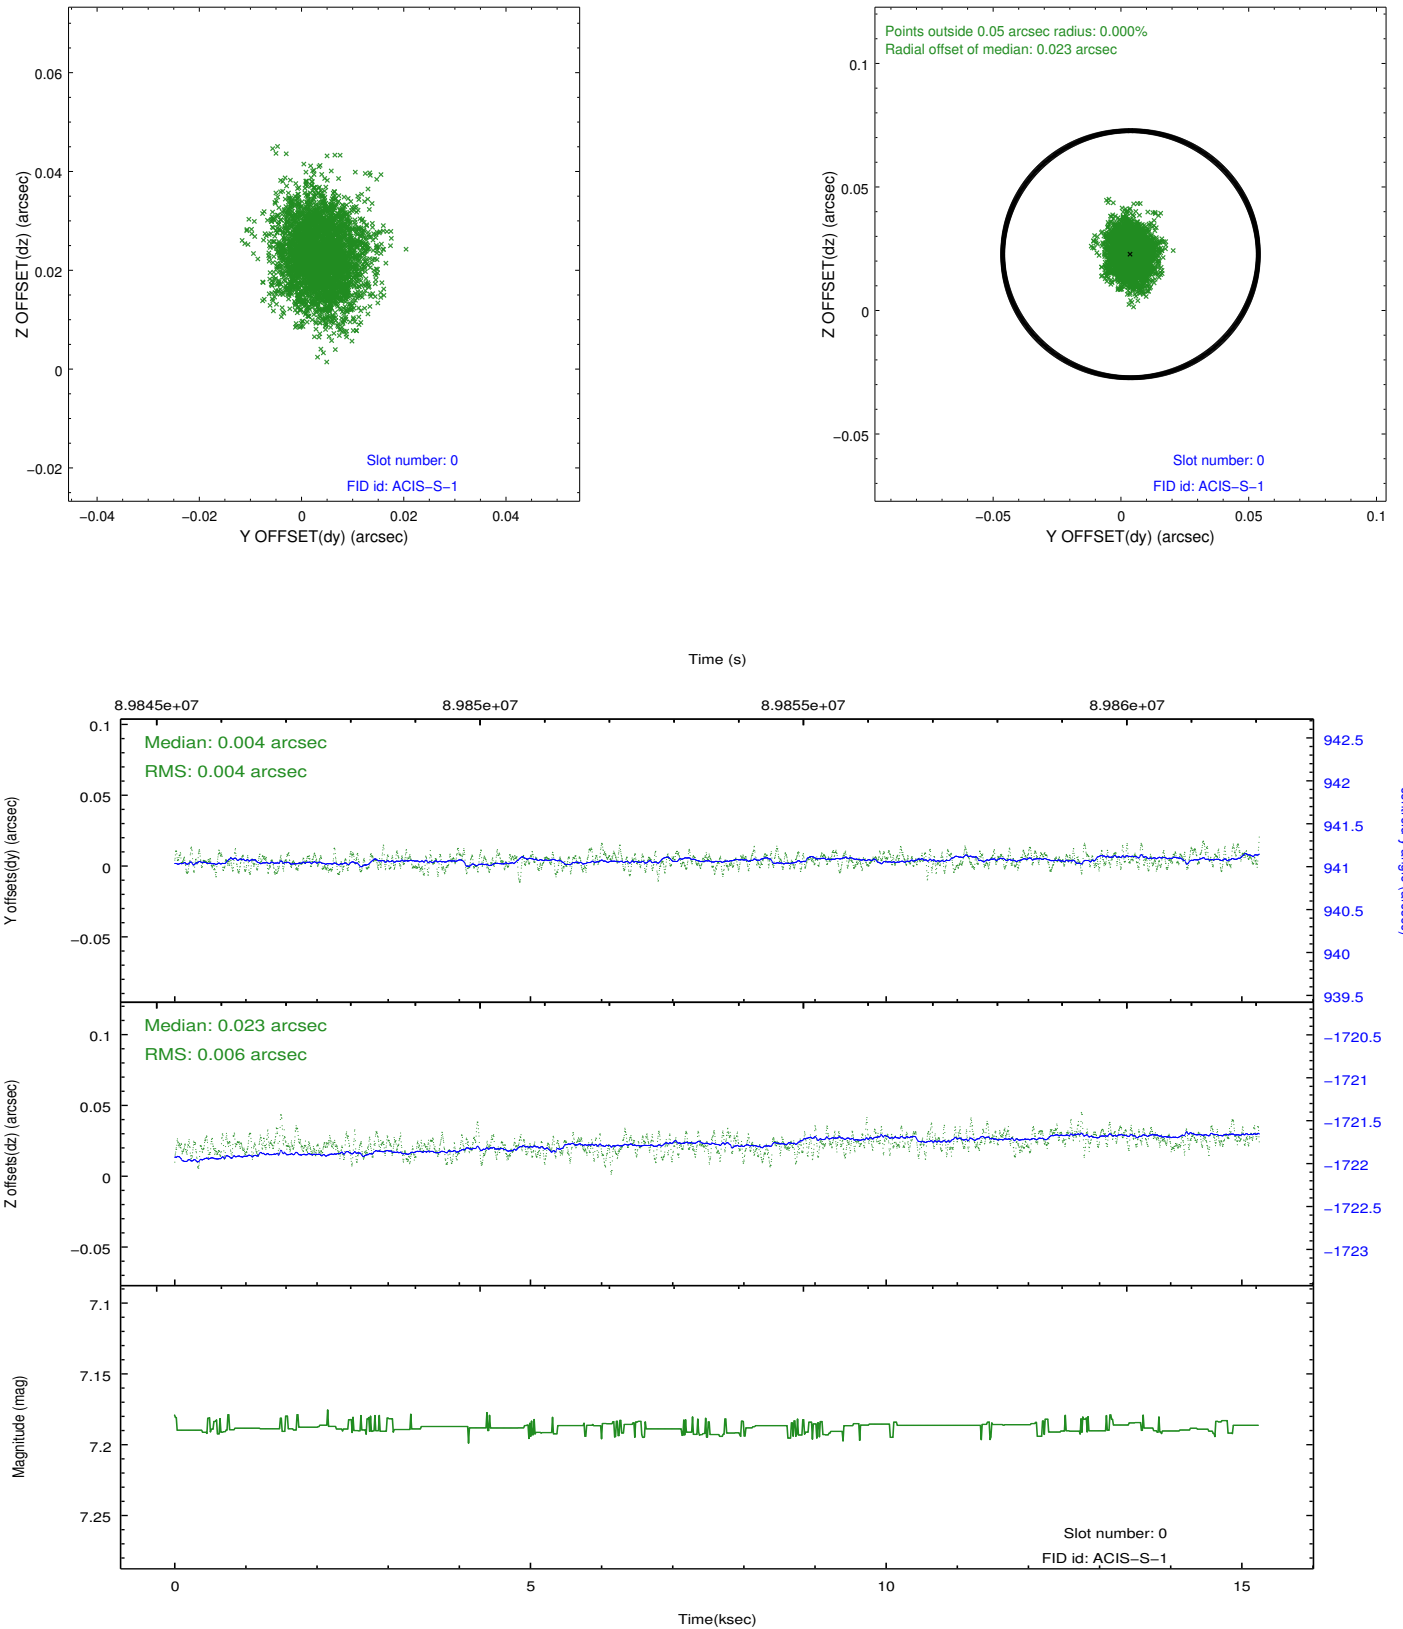 0.06
0.04
0.02
0
−0.02
Z OFFSET(dz) (arcsec)
Slot number: 0
FID id: ACIS−S−1
−0.04 −0.02 0 0.02 0.04
Y OFFSET(dy) (arcsec)
Points outside 0.05 arcsec radius: 0.000%
Radial offset of median: 0.023 arcsec
0.1
0.05
0
−0.05
Z OFFSET(dz) (arcsec)
Slot number: 0
FID id: ACIS−S−1
−0.05 0 0.05 0.1
Y OFFSET(dy) (arcsec)
Time (s)
8.9845e+07 8.985e+07 8.9855e+07 8.986e+07
Median: 0.004 arcsec
RMS: 0.004 arcsec
0.1
0.05
0
−0.05
Y offsets(dy) (arcsec)
942.5
942
941.5
941
940.5
940
939.5
Median: 0.023 arcsec
RMS: 0.006 arcsec
0.1
0.05
0
−0.05
Z offsets(dz) (arcsec)
−1720.5
−1721
−1721.5
−1722
−1722.5
−1723
7.1
7.15
7.2
7.25
Magnitude (mag)
Slot number: 0
FID id: ACIS−S−1
0 5 10 15
Time(ksec)